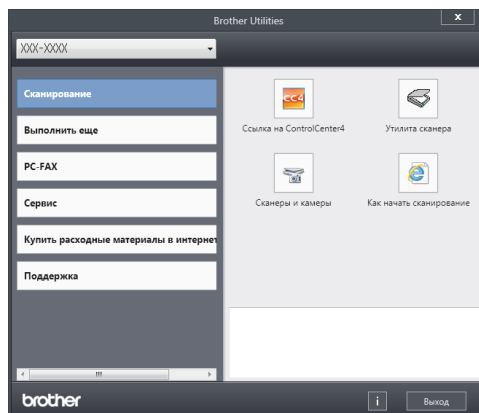 Brother Utilities
x
XXX-XXXX
Сканирование
Выполнить еще
PC-FAX
Сервис
Купить расходные материалы в интернет
Поддержка
CC4
Ссылка на ControlCenter4
Утилита сканера
Сканеры и камеры
Как начать сканирование
brother
i
Выход